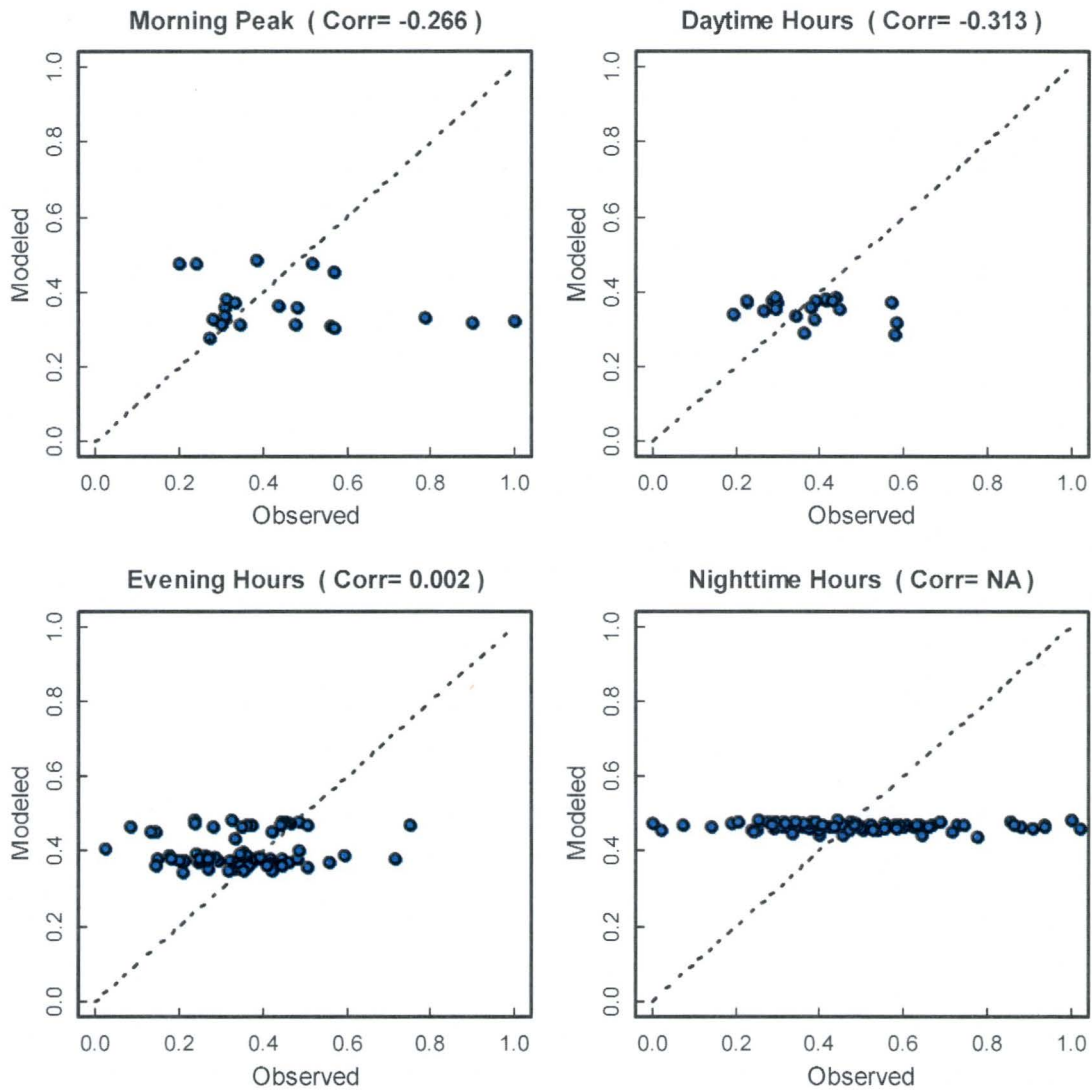 Morning Peak ( Corr= -0.266 )
1.0
0.8
0.6
0.4
0.2
0.0
Modeled
0.0 0.2 0.4 0.6 0.8 1.0
Observed
Daytime Hours ( Corr= -0.313 )
1.0
0.8
0.6
0.4
0.2
0.0
Modeled
0.0 0.2 0.4 0.6 0.8 1.0
Observed
Evening Hours ( Corr= 0.002 )
1.0
0.8
0.6
0.4
0.2
0.0
Modeled
0.0 0.2 0.4 0.6 0.8 1.0
Observed
Nighttime Hours ( Corr= NA )
1.0
0.8
0.6
0.4
0.2
0.0
Modeled
0.0 0.2 0.4 0.6 0.8 1.0
Observed